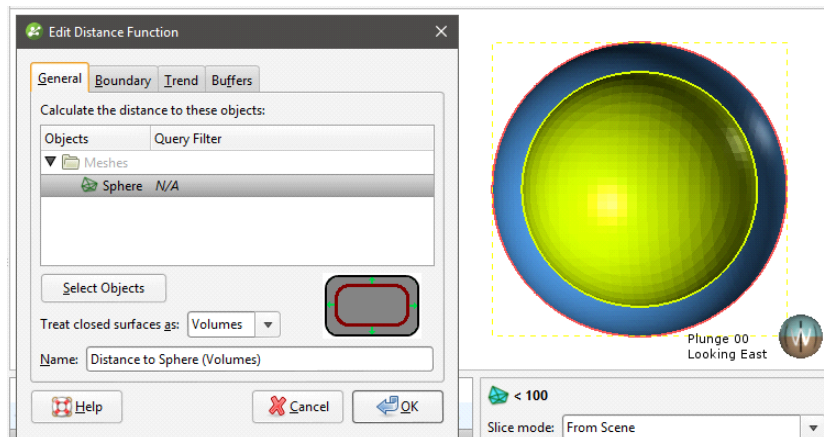 Edit Distance Function
General Boundary Trend Buffers
Calculate the distance to these objects:
Objects Query Filter
Meshes
Sphere N/A
Select Objects
Treat closed surfaces as: Volumes
Name: Distance to Sphere (Volumes)
Help Cancel OK
Plunge 00
Looking East
W
< 100
Slice mode: From Scene